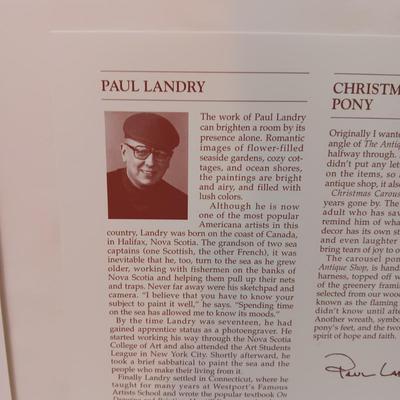 PAUL LANDRY
The work of Paul Landry
can brighten a room by its
presence alone. Romantic
images of flower-filled
seaside gardens, cozy cot-
tages, and ocean shores,
the paintings are bright
and airy, and filled with
lush colors.
Although he is now
one of the most popular
Americana artists in this
country, Landry was born on the coast of Canada,
in Halifax, Nova Scotia. The grandson of two sea
captains (one Scottish, the other French), it was
inevitable that he, too, turn to the sea as he grew
older, working with fishermen on the banks of
Nova Scotia and helping them pull up their nets
and traps. Never far away were his sketchpad and
camera. "I believe that you have to know your
subject to paint it well," he says. "Spending time
on the sea has allowed me to know its moods."
By the time Landry was seventeen, he had
gained apprentice status as a photoengraver. He
started working his way through the Nova Scotia
College of Art and also attended the Art Students
League in New York City. Shortly afterward, he
took a brief sabbatical to paint the sea and the
people who make their living from it.
Finally Landry settled in Connecticut, where he
taught for many years at Westport's Famous
Artists School and wrote the popular textbook On
CHRISTM
PONY
Originally I wante
angle of The Antiq
halfway through.
didn't put any let
on the items, so
antique shop, it also
Christmas Carous
years gone by. The
adult who has sav
remind him of what
decor has its own st
and even laughter
bring tears of joy to o
The carousel pon
Antique Shop, is hand
harness, topped off w
of the greenery framin
selected from our wood
known as the flaming
didn't know until afte
Another wreath, symbo
pony's feet, and the two
spirit of hope and faith.
Paul La